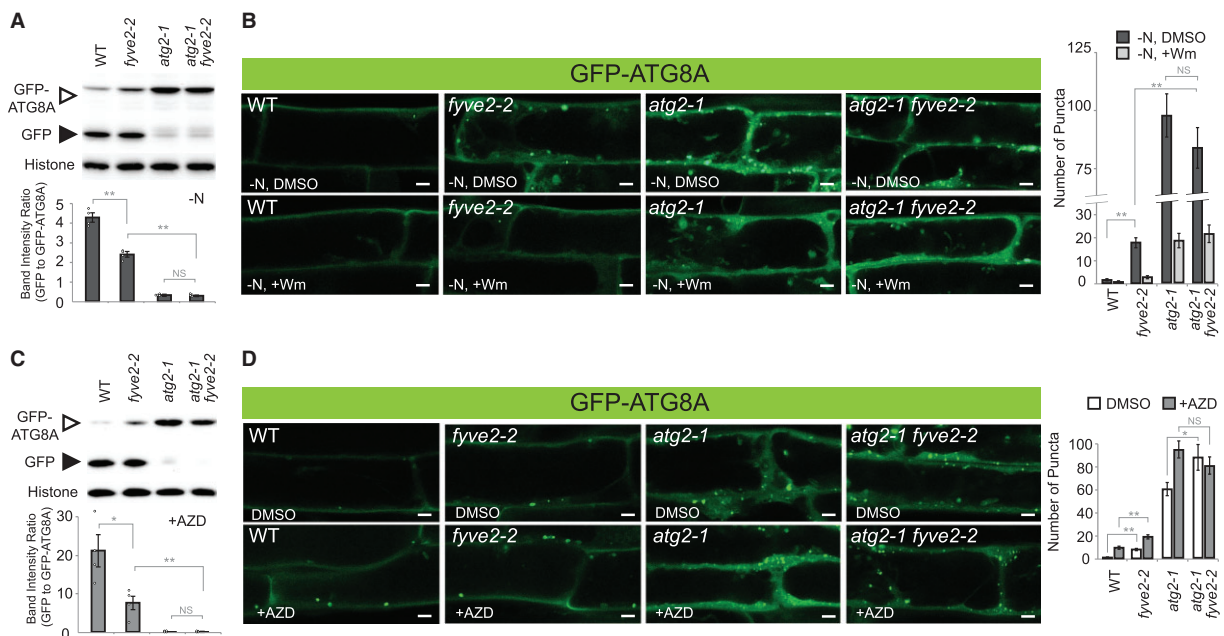 A
WT
fyve2-2
atg2-1
atg2-1
fyve2-2
GFP-
ATG8A
GFP
Histone
-N
Band Intensity Ratio
(GFP to GFP-ATG8A)
5
4
3
2
1
0
**
**
NS
B
GFP-ATG8A
WT
fyve2-2
atg2-1
atg2-1 fyve2-2
-N, DMSO
-N, DMSO
-N, DMSO
-N, DMSO
WT
fyve2-2
atg2-1
atg2-1 fyve2-2
-N, +Wm
-N, +Wm
-N, +Wm
-N, +Wm
-N, DMSO
-N, +Wm
Number of Puncta
125
100
75
30
20
10
0
NS
**
**
WT
fyve2-2
atg2-1
atg2-1
fyve2-2
C
WT
fyve2-2
atg2-1
atg2-1
fyve2-2
GFP-
ATG8A
GFP
Histone
+AZD
Band Intensity Ratio
(GFP to GFP-ATG8A)
30
20
10
0
*
**
NS
D
GFP-ATG8A
WT
fyve2-2
atg2-1
atg2-1 fyve2-2
DMSO
DMSO
DMSO
DMSO
WT
fyve2-2
atg2-1
atg2-1 fyve2-2
+AZD
+AZD
+AZD
+AZD
DMSO
+AZD
Number of Puncta
100
80
60
40
20
0
NS
*
**
**
WT
fyve2-2
atg2-1
atg2-1
fyve2-2